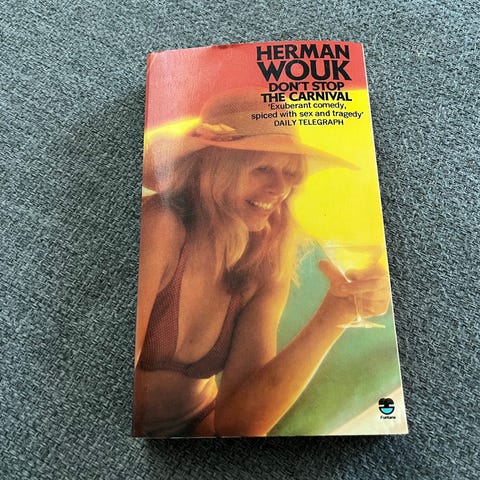 HERMAN
WOUK
DON'T STOP
THE CARNIVAL
'Exuberant comedy,
spiced with sex and tragedy'
DAILY TELEGRAPH
Fontana